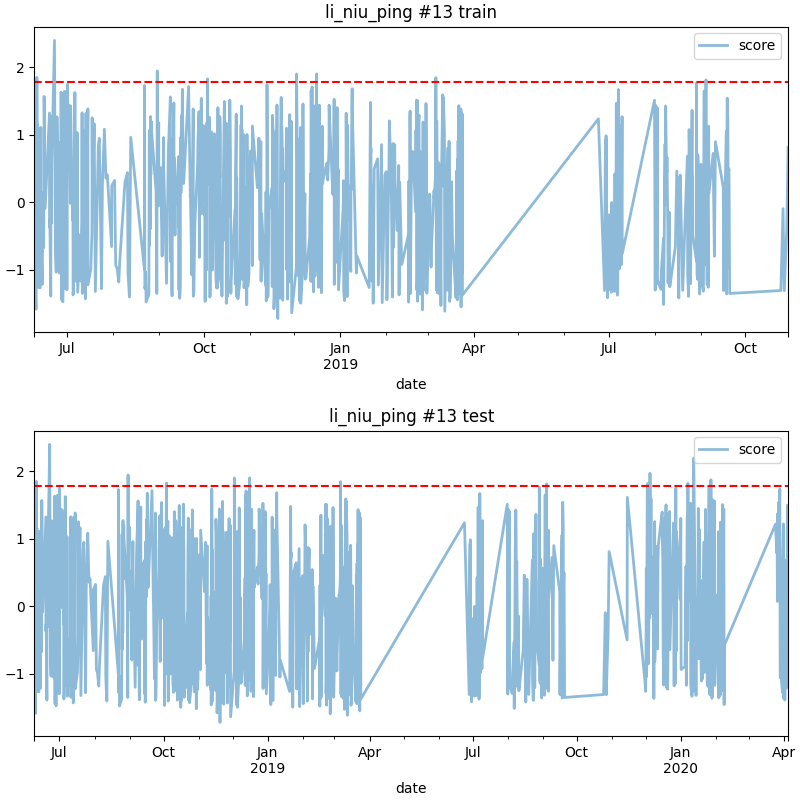 li_niu_ping #13 train
score
2
1
0
−1
Jul Oct Jan Apr Jul Oct
2019
date
li_niu_ping #13 test
score
2
1
0
−1
Jul Oct Jan Apr Jul Oct Jan Apr
2019 2020
date